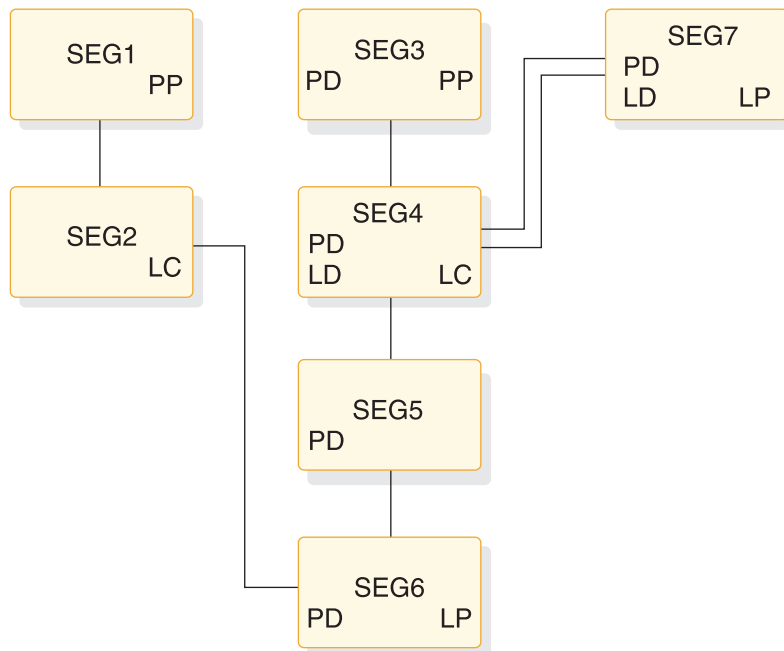 SEG1
PP
SEG3
PD PP
SEG7
PD
LD LP
SEG2
LC
SEG4
PD
LD LC
SEG5
PD
SEG6
PD LP